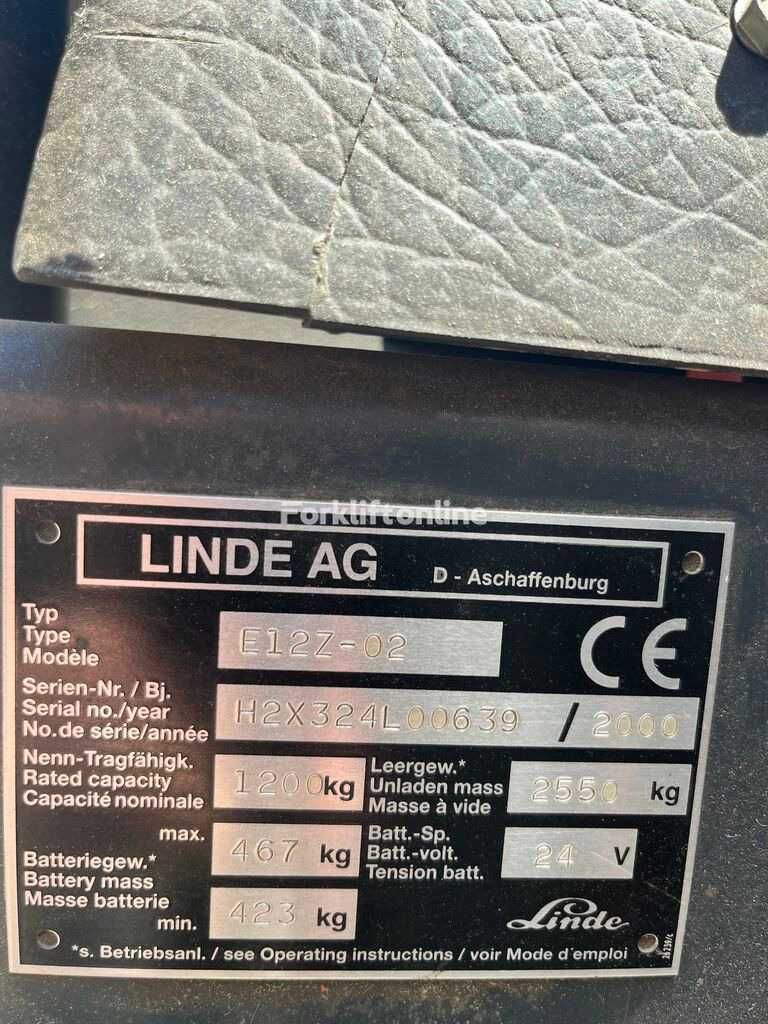 Forkliftonline
LINDE AG D - Aschaffenburg
Typ
Type
Modèle
E12Z-02
CE
Serien-Nr. / Bj.
Serial no./year
No. de série/année
H2X324L00639 / 2000
Nenn-Tragfähigk.
Rated capacity
Capacité nominale
1200 kg
Leergew.*
Unladen mass
Masse à vide
2550 kg
Batteriegew.*
Battery mass
Masse batterie
max. 467 kg
min. 423 kg
Batt.-Sp.
Batt.-volt.
Tension batt.
24 V
Linde
*s. Betriebsanl. / see Operating instructions / voir Mode d'emploi